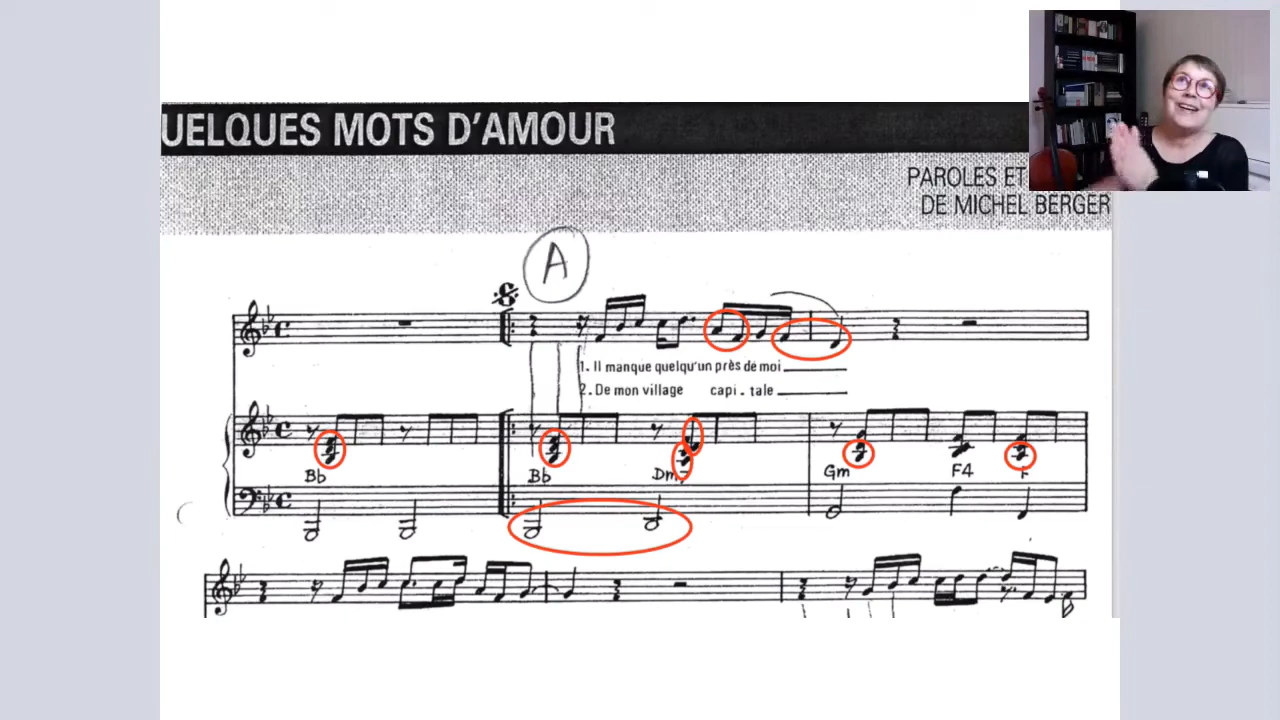 UELQUES MOTS D'AMOUR
PAROLES ET
DE MICHEL BERGER
A
1. Il manque quelqu'un près de moi
2. De mon village capi-tale
Bb Bb Dm7 Gm F4 F